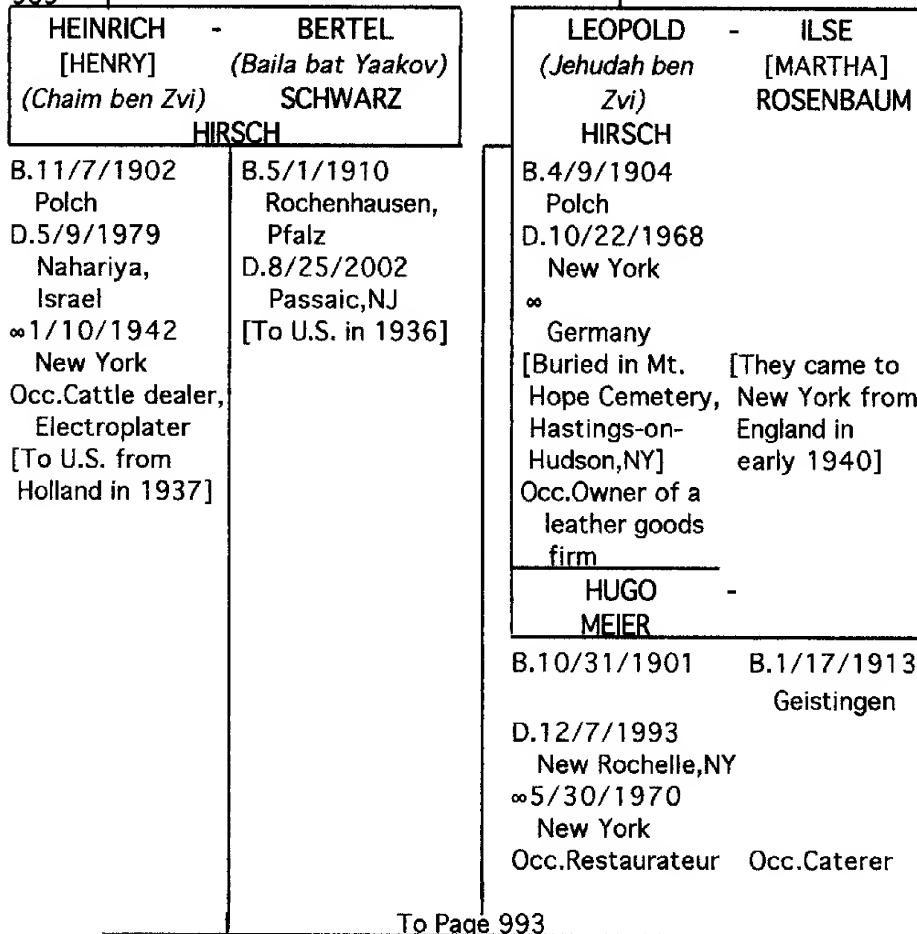 HEINRICH - BERTEL
[HENRY] (Baila bat Yaakov)
(Chaim ben Zvi) SCHWARZ
HIRSCH
B.11/7/1902
Polch
D.5/9/1979
Nahariya,
Israel
∞1/10/1942
New York
Occ.Cattle dealer,
Electroplater
[To U.S. from
Holland in 1937]
B.5/1/1910
Rochenhausen,
Pfalz
D.8/25/2002
Passaic,NJ
[To U.S. in 1936]
LEOPOLD - ILSE
(Jehudah ben [MARTHA]
Zvi) ROSENBAUM
HIRSCH
B.4/9/1904
Polch
D.10/22/1968
New York
∞
Germany
[Buried in Mt.
Hope Cemetery,
Hastings-on-
Hudson,NY]
Occ.Owner of a
leather goods
firm
[They came to
New York from
England in
early 1940]
HUGO -
MEIER
B.10/31/1901
D.12/7/1993
New Rochelle,NY
∞5/30/1970
New York
Occ.Restaurateur
B.1/17/1913
Geistingen
Occ.Caterer
To Page 993